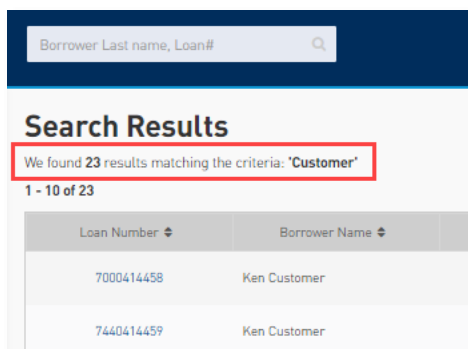 Borrower Last name, Loan#
Search Results
We found 23 results matching the criteria: 'Customer'
1 - 10 of 23
Loan Number Borrower Name
7000414458 Ken Customer
7440414459 Ken Customer